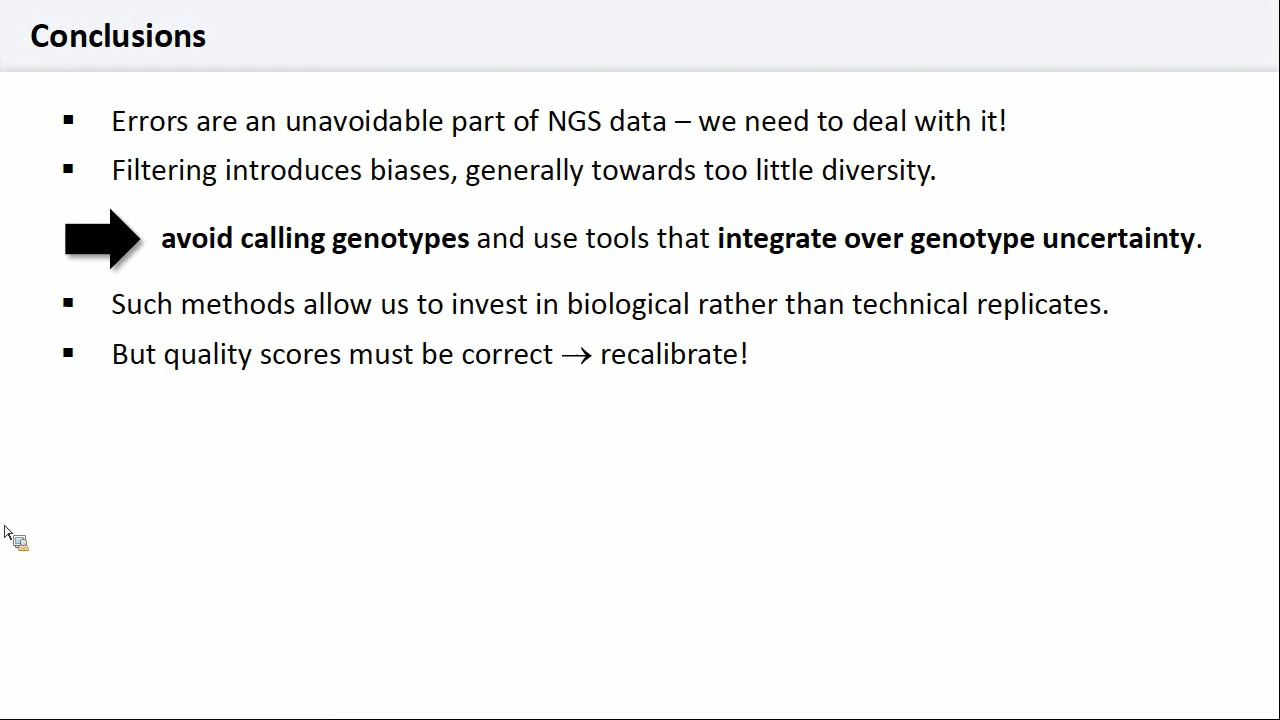 Conclusions
▪ Errors are an unavoidable part of NGS data – we need to deal with it!
▪ Filtering introduces biases, generally towards too little diversity.
avoid calling genotypes and use tools that integrate over genotype uncertainty.
▪ Such methods allow us to invest in biological rather than technical replicates.
▪ But quality scores must be correct → recalibrate!